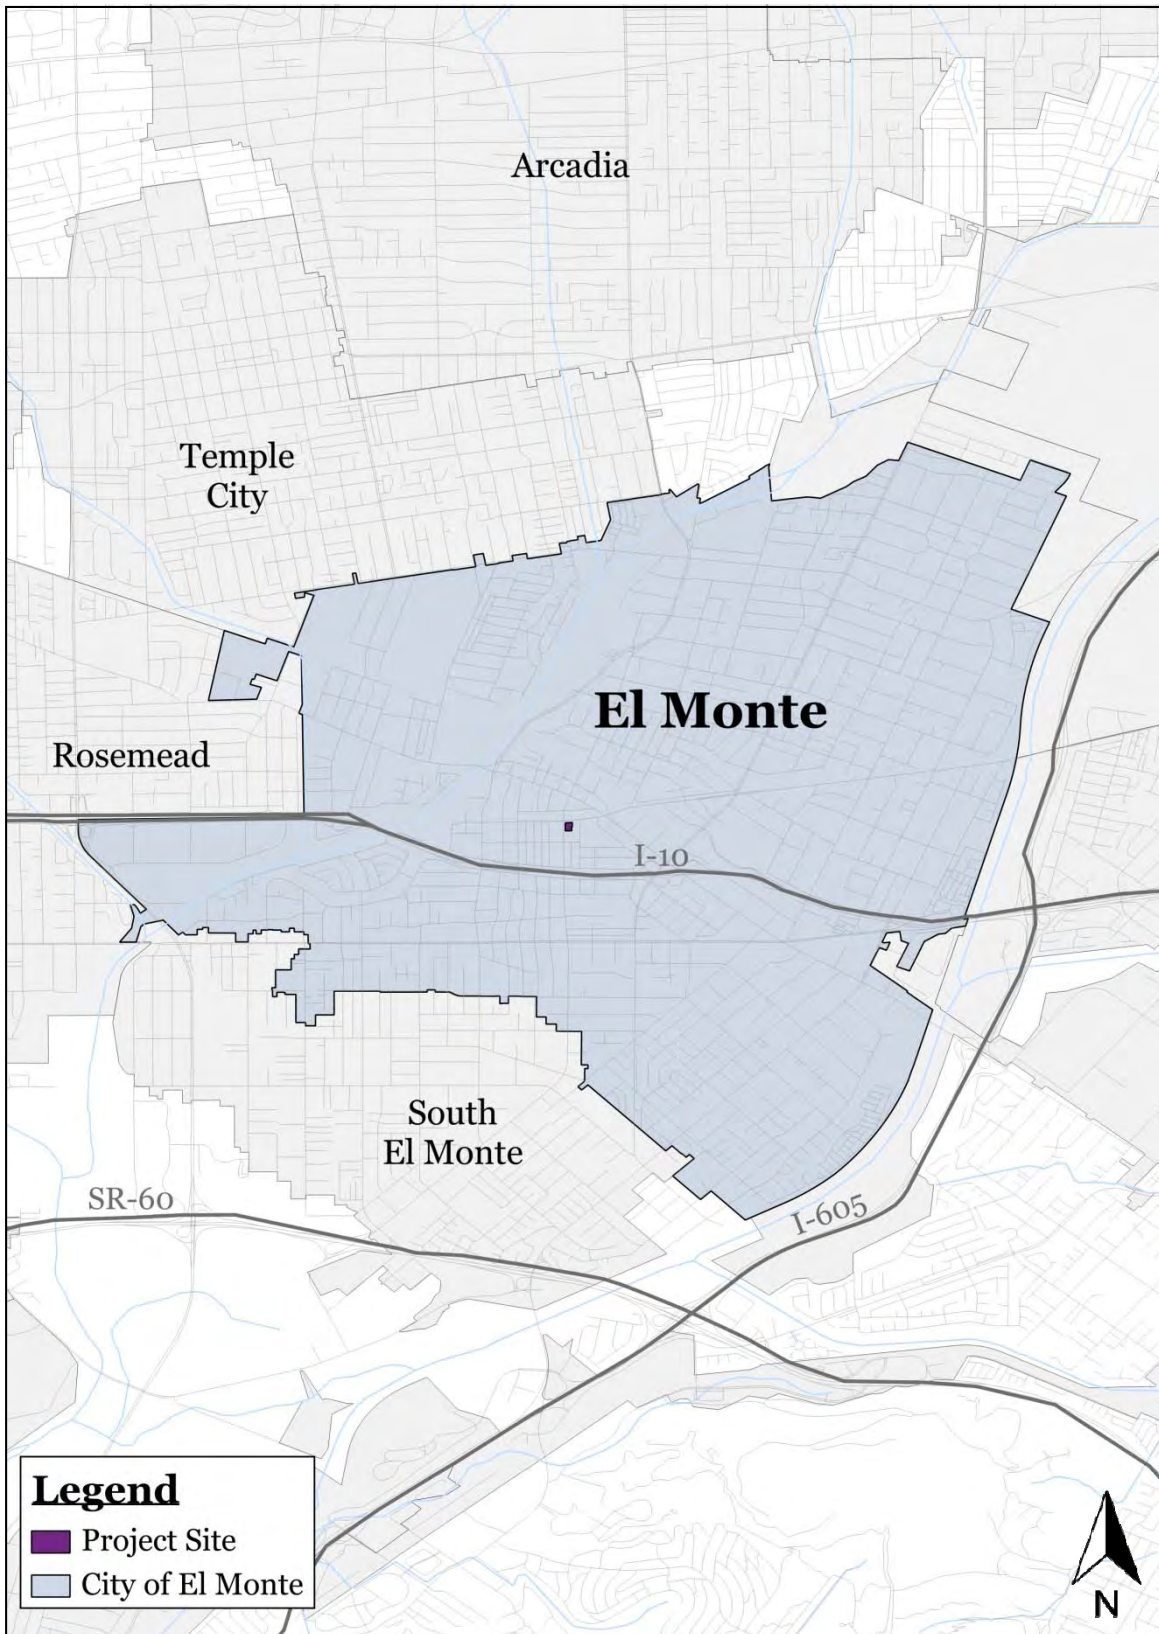 Arcadia
Temple
City
El Monte
Rosemead
I-10
South
El Monte
SR-60
I-605
Legend
Project Site
City of El Monte
N